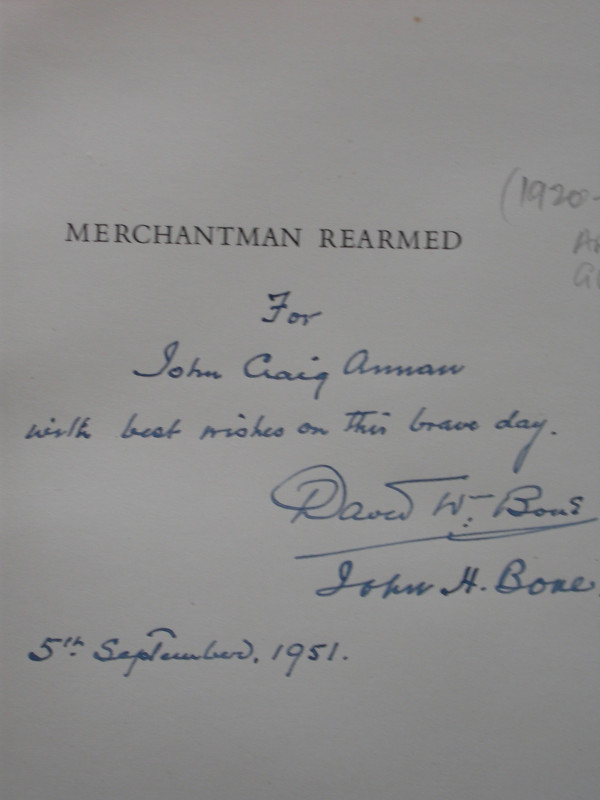 (1920-
MERCHANTMAN REARMED
For
John Craig Annan
with best wishes on this brave day.
David Wm. Bone
John H. Bone.
5th September, 1951.